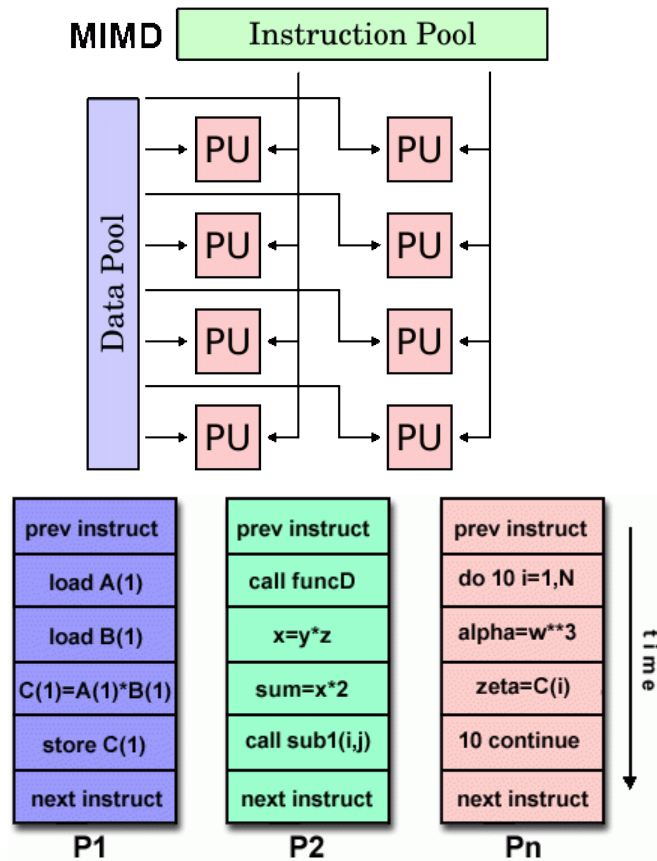 MIMD
Instruction Pool
Data Pool
PU PU
PU PU
PU PU
PU PU
prev instruct
load A(1)
load B(1)
C(1)=A(1)*B(1)
store C(1)
next instruct
P1
prev instruct
call funcD
x=y*z
sum=x*2
call sub1(i,j)
next instruct
P2
prev instruct
do 10 i=1,N
alpha=w**3
zeta=C(i)
10 continue
next instruct
Pn
time